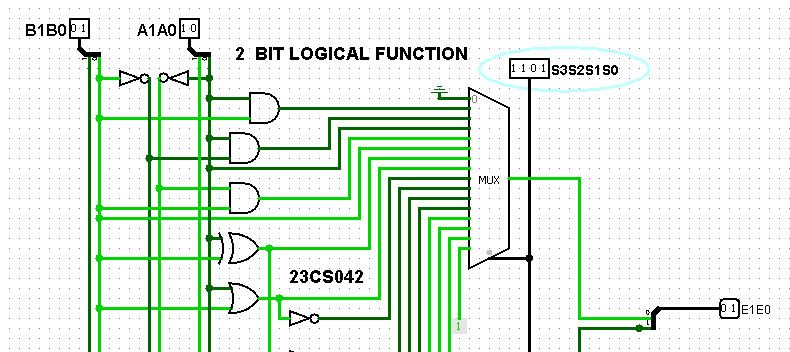 B1B0 0 1 A1A0 1 0
2 BIT LOGICAL FUNCTION
1 1 0 1 S3S2S1S0
0
MUX
23CS042
0 1 E1E0
1